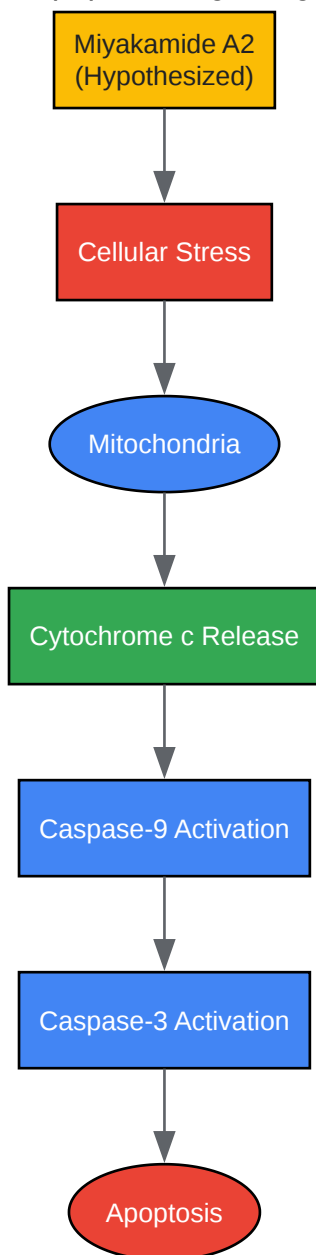 Miyakamide A2
(Hypothesized)
Cellular Stress
Mitochondria
Cytochrome c Release
Caspase-9 Activation
Caspase-3 Activation
Apoptosis